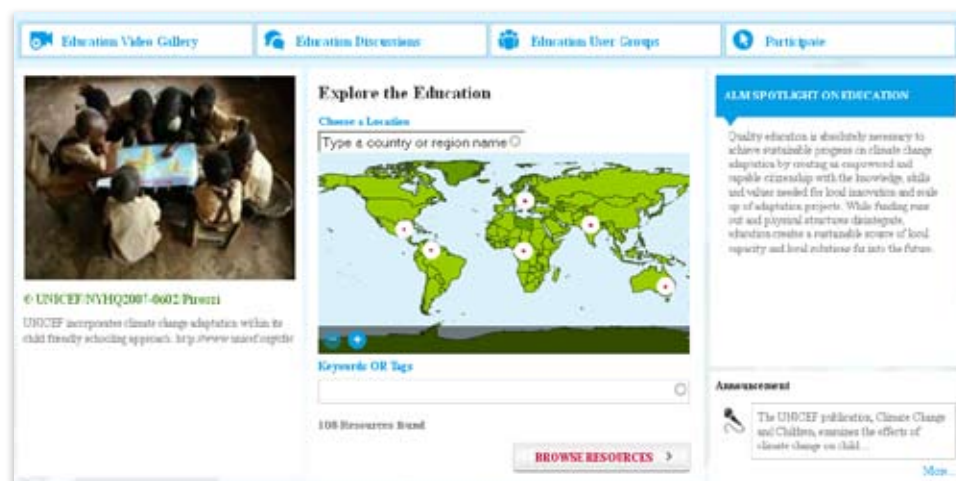 Education Video Gallery
Education Discussions
Education User Groups
Participate
© UNICEF/NYHQ2007-0602/Pirozzi
UNICEF incorporates climate change adaptation within its
child friendly schooling approach. http://www.unicef.org/cfs/
Explore the Education
Choose a Location
Type a country or region name
Keywords OR Tags
108 Resources found
BROWSE RESOURCES
ALM SPOTLIGHT ON EDUCATION
Quality education is absolutely necessary to
achieve sustainable progress on climate change
adaptation by creating an empowered and
capable citizenship with the knowledge, skills
and values needed for local innovation and scale
up of adaptation projects. While funding runs
out and physical structures disintegrate,
education creates a sustainable source of local
capacity and local solutions far into the future.
Announcement
The UNICEF publication, Climate Change
and Children, examines the effects of
climate change on child...
More...